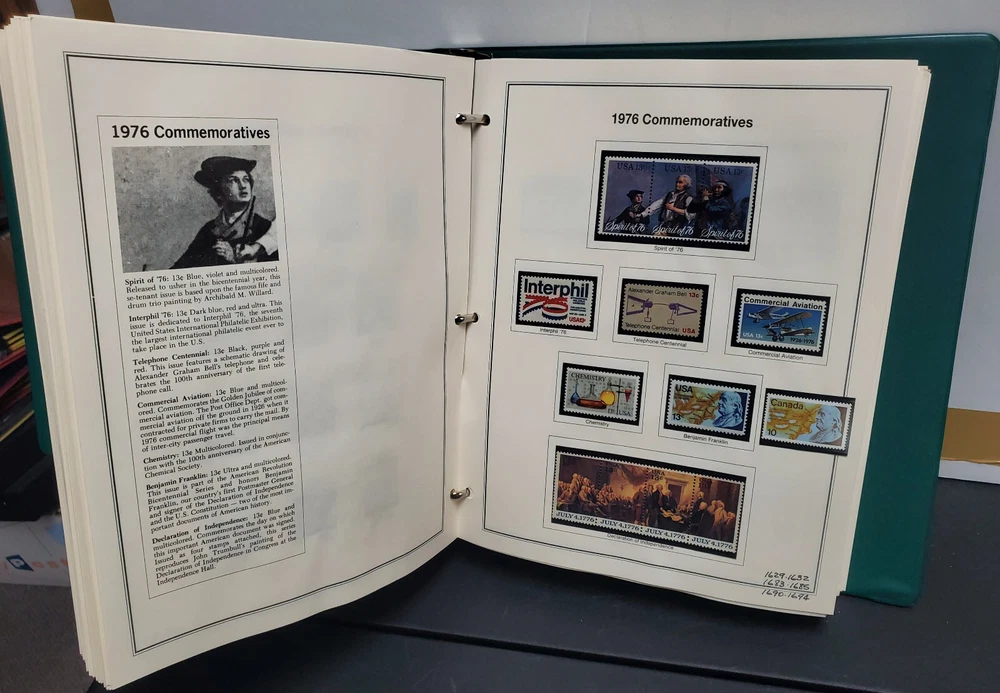 1976 Commemoratives
Spirit of '76: 13¢ Blue, violet and multicolored.
Released to usher in the bicentennial year, this
se-tenant issue is based upon the famous fife and
drum trio painting by Archibald M. Willard.
Interphil '76: 13¢ Dark blue, red and ultra. This
issue is dedicated to Interphil '76, the seventh
United States International Philatelic Exhibition,
the largest international philatelic event ever to
take place in the U.S.
Telephone Centennial: 13¢ Black, purple and
red. This issue features a schematic drawing of
Alexander Graham Bell's telephone and cele-
brates the 100th anniversary of the first tele-
phone call.
Commercial Aviation: 13¢ Blue and multicol-
ored. Commemorates the Golden Jubilee of com-
mercial aviation. The Post Office Dept. got com-
mercial aviation off the ground in 1926 when it
contracted for private firms to carry the mail. By
1976 commercial flight was the principal means
of inter-city passenger travel.
Chemistry: 13¢ Multicolored. Issued in conjunc-
tion with the 100th anniversary of the American
Chemical Society.
Benjamin Franklin: 13¢ Ultra and multicolored.
This issue is part of the American Revolution
Bicentennial Series and honors Benjamin
Franklin, our country's first Postmaster General
and signer of the Declaration of Independence
and the U.S. Constitution — two of the most im-
portant documents of American history.
Declaration of Independence: 13¢ Blue and
multicolored. Commemorates the day on which
this important American document was signed.
Issued as four stamps attached, this series
reproduces John Trumbull's painting of the
Declaration of Independence in Congress at the
Independence Hall.
1976 Commemoratives
USA 13c USA 13c USA 13c
Spirit of 76 Spirit of 76 Spirit of 76
Spirit of '76
Interphil
76
USA 13c
Interphil '76
Alexander Graham Bell 13c
Telephone Centennial USA
Telephone Centennial
Commercial Aviation
USA 13c 1926-1976
Commercial Aviation
CHEMISTRY
13c USA
Chemistry
USA
13c
Benjamin Franklin
Canada
10
JULY 4,1776 JULY 4,1776 JULY 4,1776 JULY 4,1776
Declaration of Independence
1629-1632
1683-1685
1690-1694